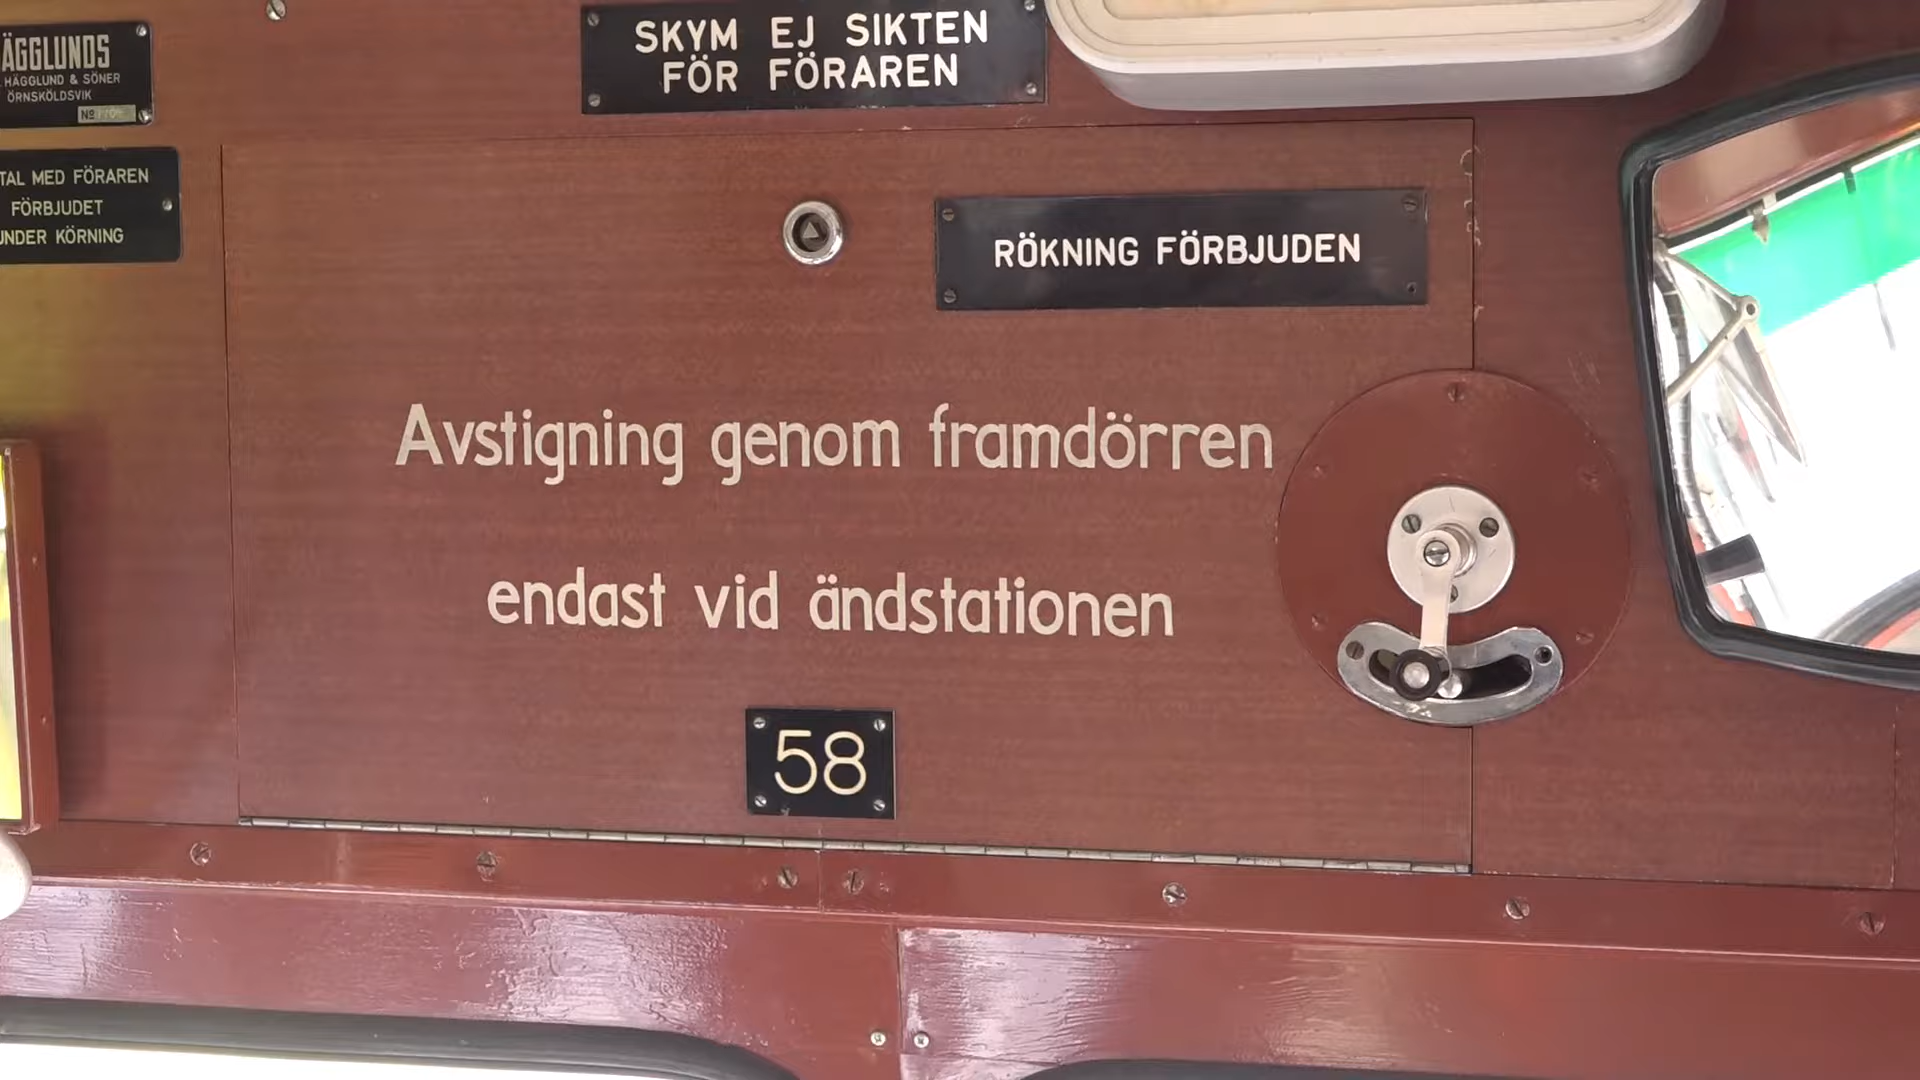 ÄGGLUNDS
HÄGGLUND & SÖNER
ÖRNSKÖLDSVIK
Nº
SKYM EJ SIKTEN
FÖR FÖRAREN
TAL MED FÖRAREN
FÖRBJUDET
UNDER KÖRNING
RÖKNING FÖRBJUDEN
Avstigning genom framdörren
endast vid ändstationen
58